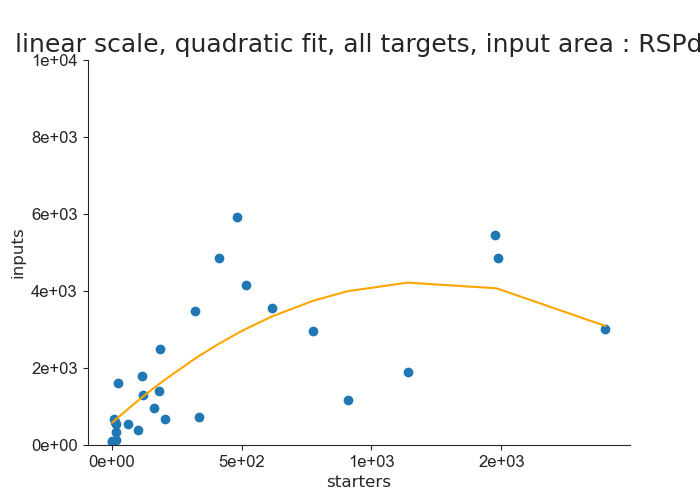 linear scale, quadratic fit, all targets, input area : RSPd
1e+04
8e+03
6e+03
4e+03
2e+03
0e+00
inputs
0e+00 5e+02 1e+03 2e+03
starters